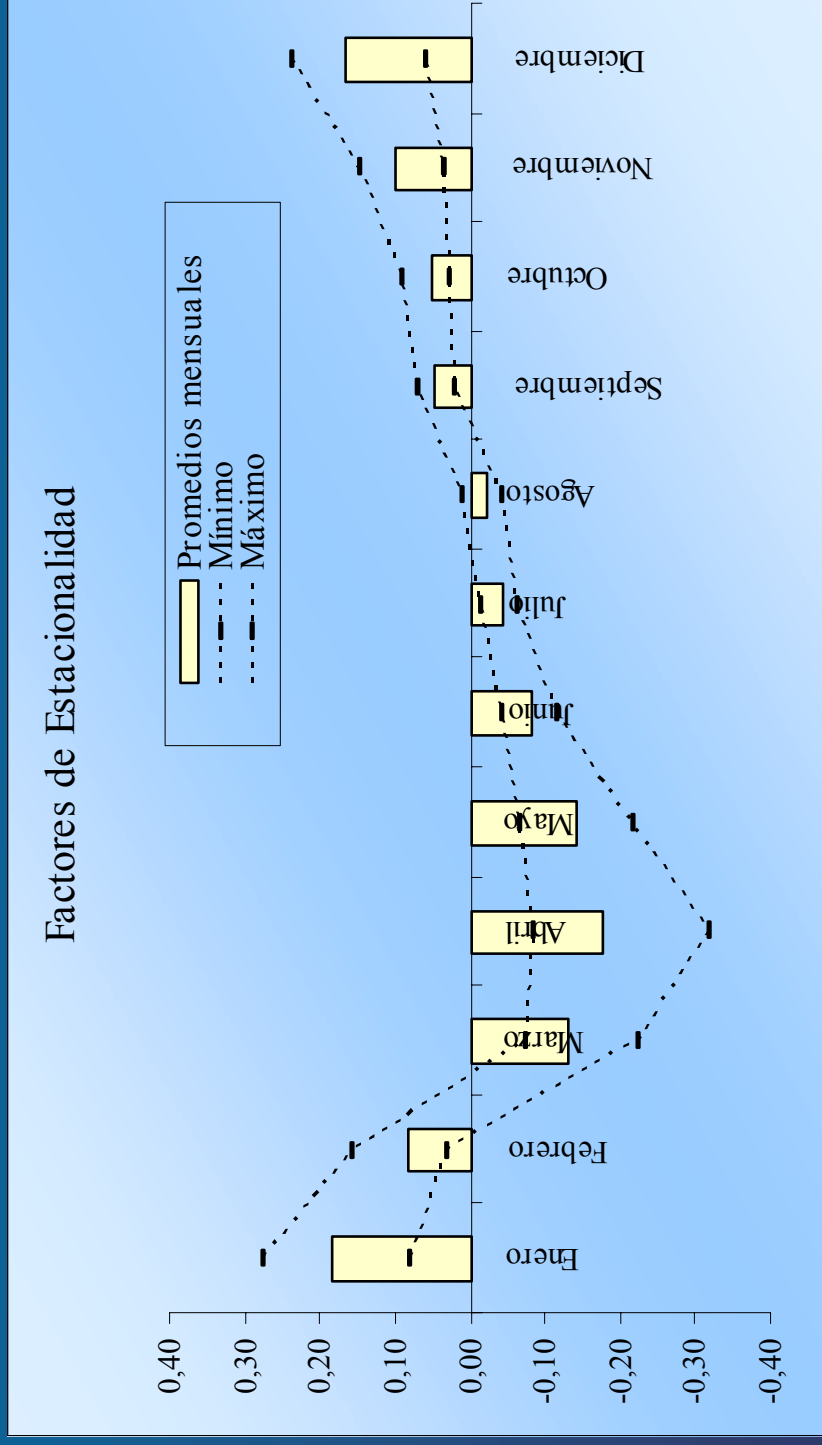 Factores de Estacionalidad
Promedios mensuales
Mínimo
Máximo
0,40
0,30
0,20
0,10
0,00
-0,10
-0,20
-0,30
-0,40
Enero
Febrero
Marzo
Abril
Mayo
Junio
Julio
Agosto
Septiembre
Octubre
Noviembre
Diciembre